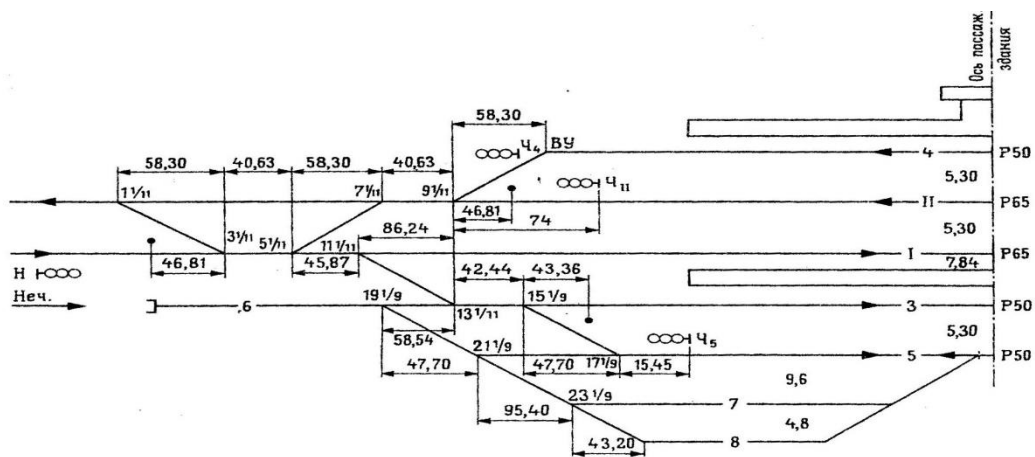 Ось пассаж.
здания
58,30
ВУ
Ч4
4
Р50
58,30
40,63
58,30
40,63
5,30
1 1/11
7 1/11
9 1/11
Ч II
II
Р65
46,81
74
5,30
86,24
3 1/11
5 1/11
11 1/11
I
Р65
Н
46,81
45,87
42,44
43,36
7,84
Неч.
,6
19 1/9
13 1/11
15 1/9
3
Р50
58,54
5,30
Ч5
21 1/9
17 1/9
5
Р50
47,70
47,70
15,45
9,6
23 1/9
7
95,40
4,8
43,20
8